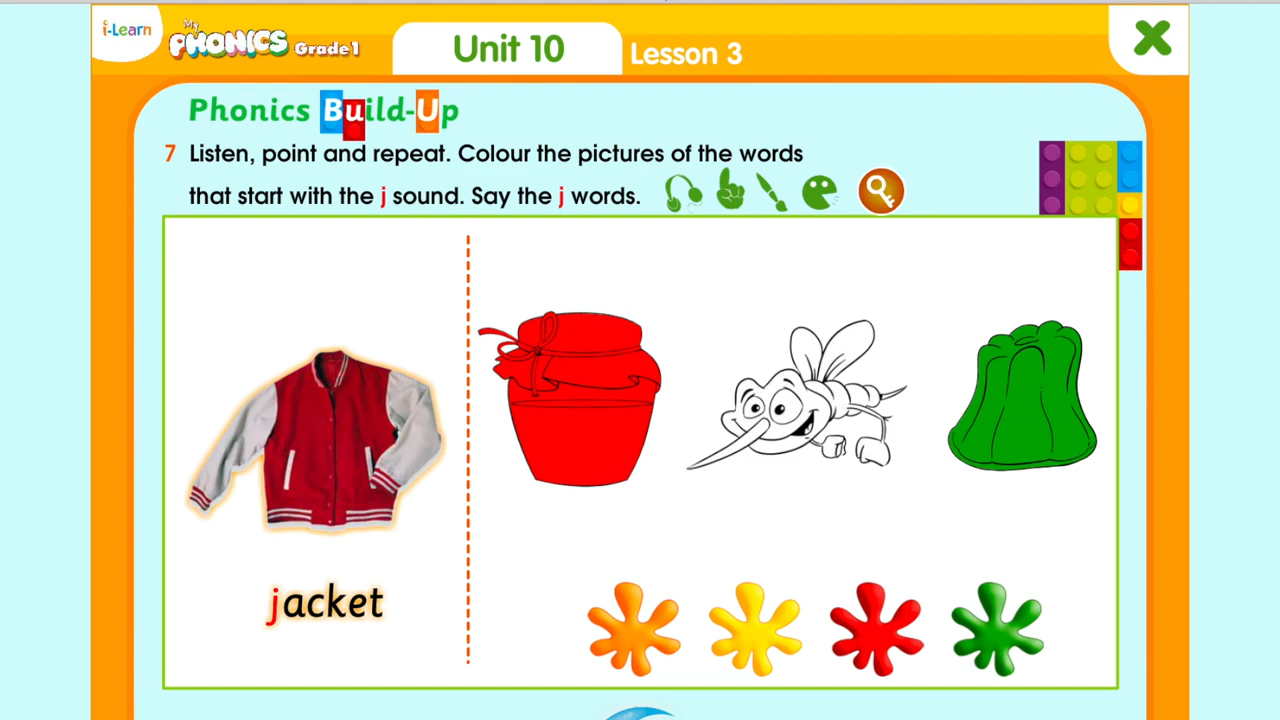 i-Learn
My
PHONICS Grade 1
Unit 10
Lesson 3
Phonics Build-Up
7 Listen, point and repeat. Colour the pictures of the words
that start with the j sound. Say the j words.
jacket